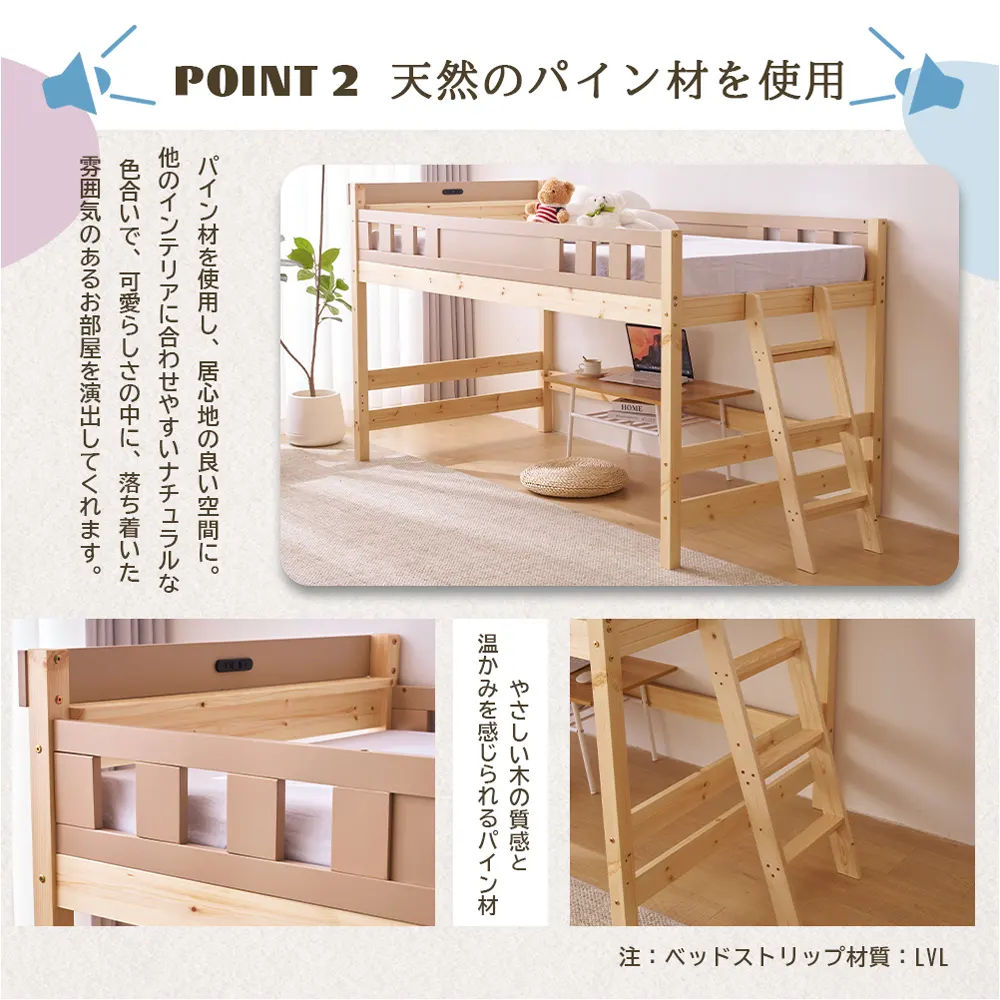 POINT 2 天然のパイン材を使用
パイン材を使用し、居心地の良い空間に。
他のインテリアに合わせやすいナチュラルな
色合いで、可愛らしさの中に、落ち着いた
雰囲気のあるお部屋を演出してくれます。
HOME
やさしい木の質感と
温かみを感じられるパイン材
注：ベッドストリップ材質：LVL